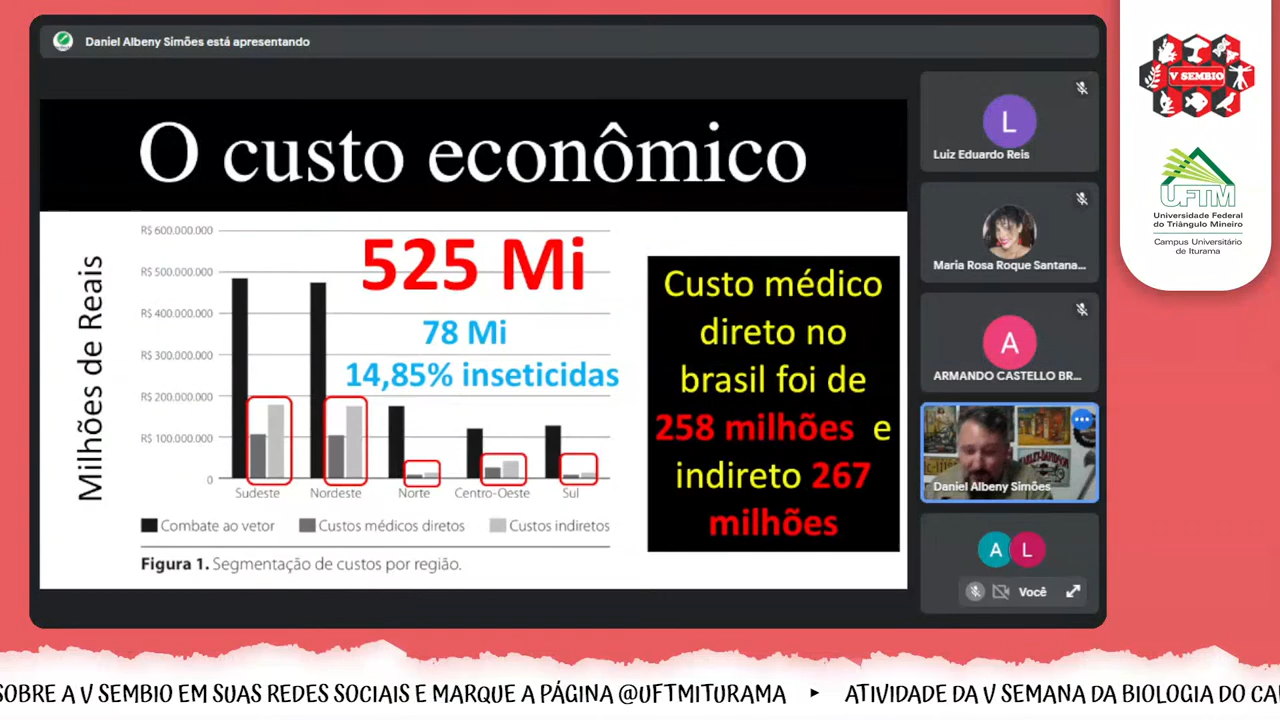 Daniel Albeny Simões está apresentando
O custo econômico
Milhões de Reais
R$ 600.000.000
R$ 500.000.000
R$ 400.000.000
R$ 300.000.000
R$ 200.000.000
R$ 100.000.000
0
525 Mi
78 Mi
14,85% inseticidas
Sudeste
Nordeste
Norte
Centro-Oeste
Sul
Combate ao vetor
Custos médicos diretos
Custos indiretos
Figura 1. Segmentação de custos por região.
Custo médico
direto no
brasil foi de
258 milhões e
indireto 267
milhões
L
Luiz Eduardo Reis
Maria Rosa Roque Santana...
A
ARMANDO CASTELLO BR...
HARLEY-DAVIDSON
Daniel Albeny Simões
A
L
Você
V SEMBIO
UFTM
Universidade Federal
do Triângulo Mineiro
Campus Universitário
de Iturama
SOBRE A V SEMBIO EM SUAS REDES SOCIAIS E MARQUE A PÁGINA @UFTMITURAMA ‣ ATIVIDADE DA V SEMANA DA BIOLOGIA DO CA